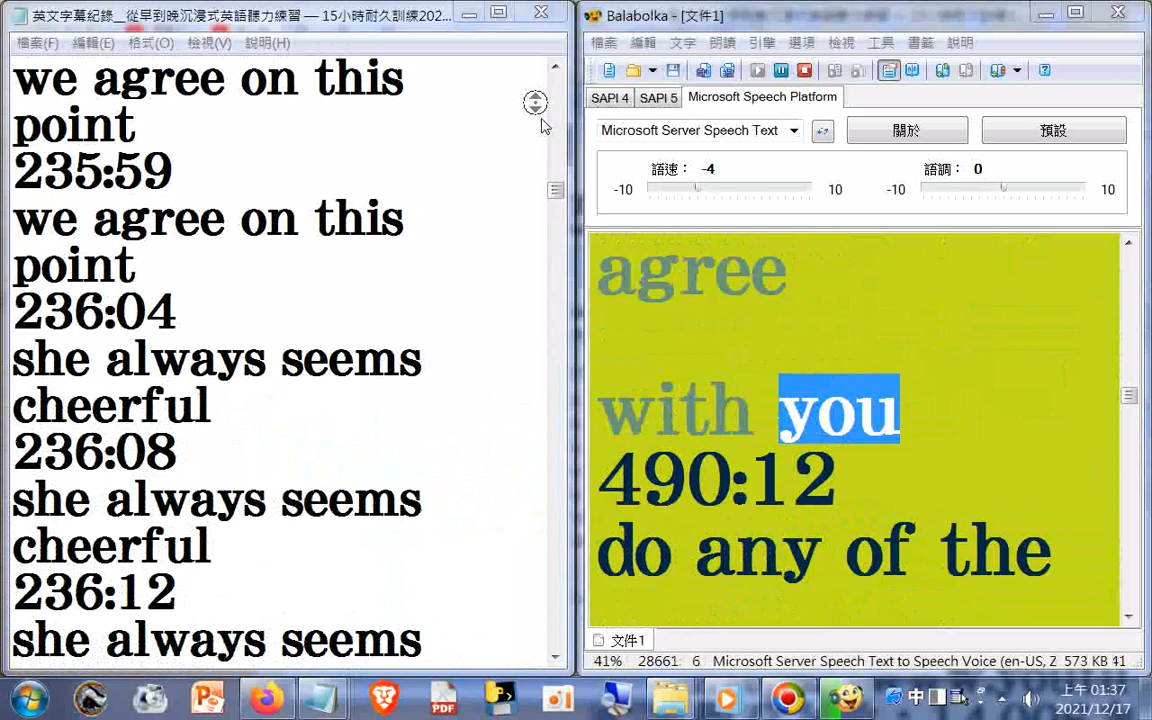 英文字幕紀錄__從早到晚沉浸式英語聽力練習 — 15小時耐久訓練202...
檔案(F) 編輯(E) 格式(O) 檢視(V) 說明(H)
we agree on this
point
235:59
we agree on this
point
236:04
she always seems
cheerful
236:08
she always seems
cheerful
236:12
she always seems
Balabolka - [文件1]
檔案 編輯 文字 朗讀 引擎 選項 檢視 工具 書籤 說明
SAPI 4 SAPI 5 Microsoft Speech Platform
Microsoft Server Speech Text 關於 預設
語速： -4 語調： 0
-10 10 -10 10
agree
with you
490:12
do any of the
文件1
41% 28661: 6 Microsoft Server Speech Text to Speech Voice (en-US, Z 573 KB 41
PDF 中 上午 01:37
2021/12/17